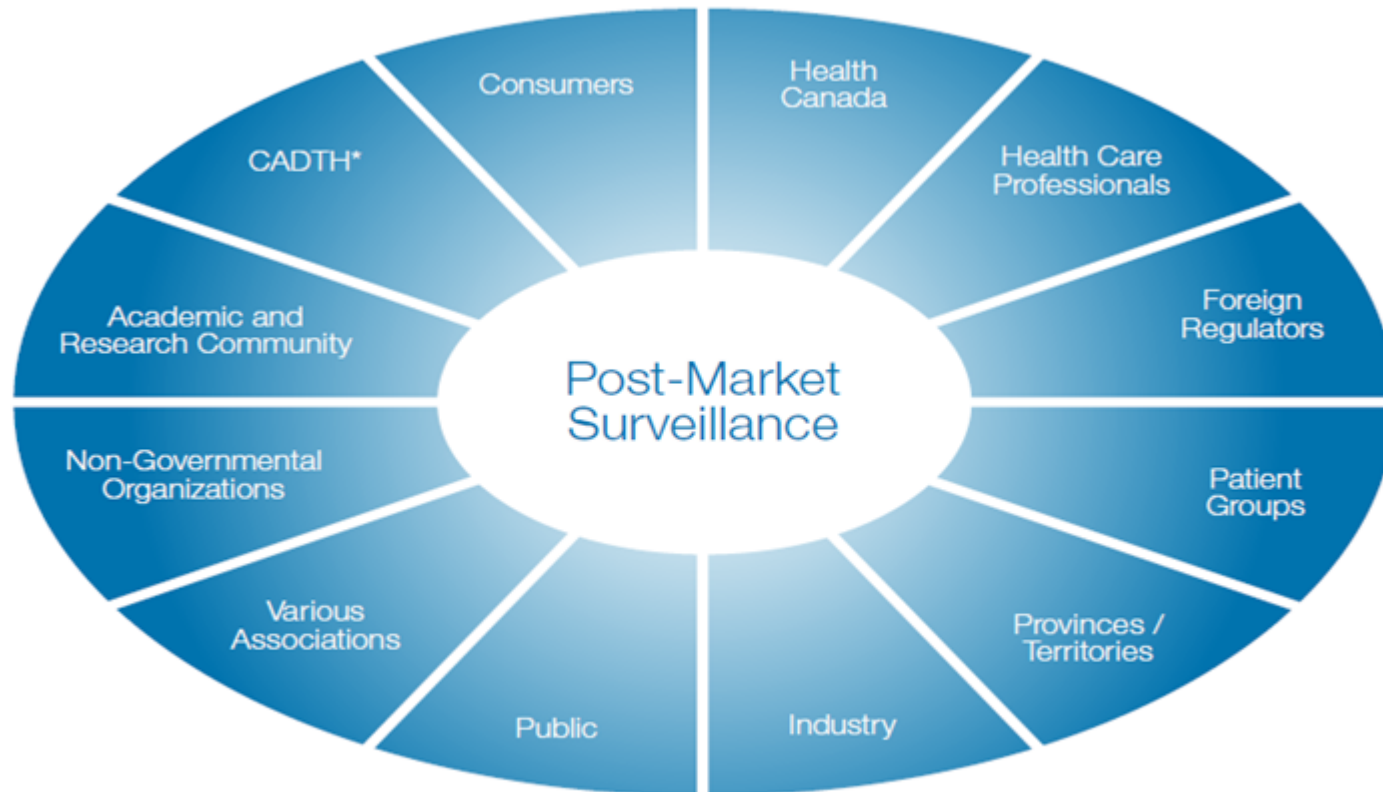 Post-Market
Surveillance
Health
Canada
Health Care
Professionals
Foreign
Regulators
Patient
Groups
Provinces /
Territories
Industry
Public
Various
Associations
Non-Governmental
Organizations
Academic and
Research Community
CADTH*
Consumers